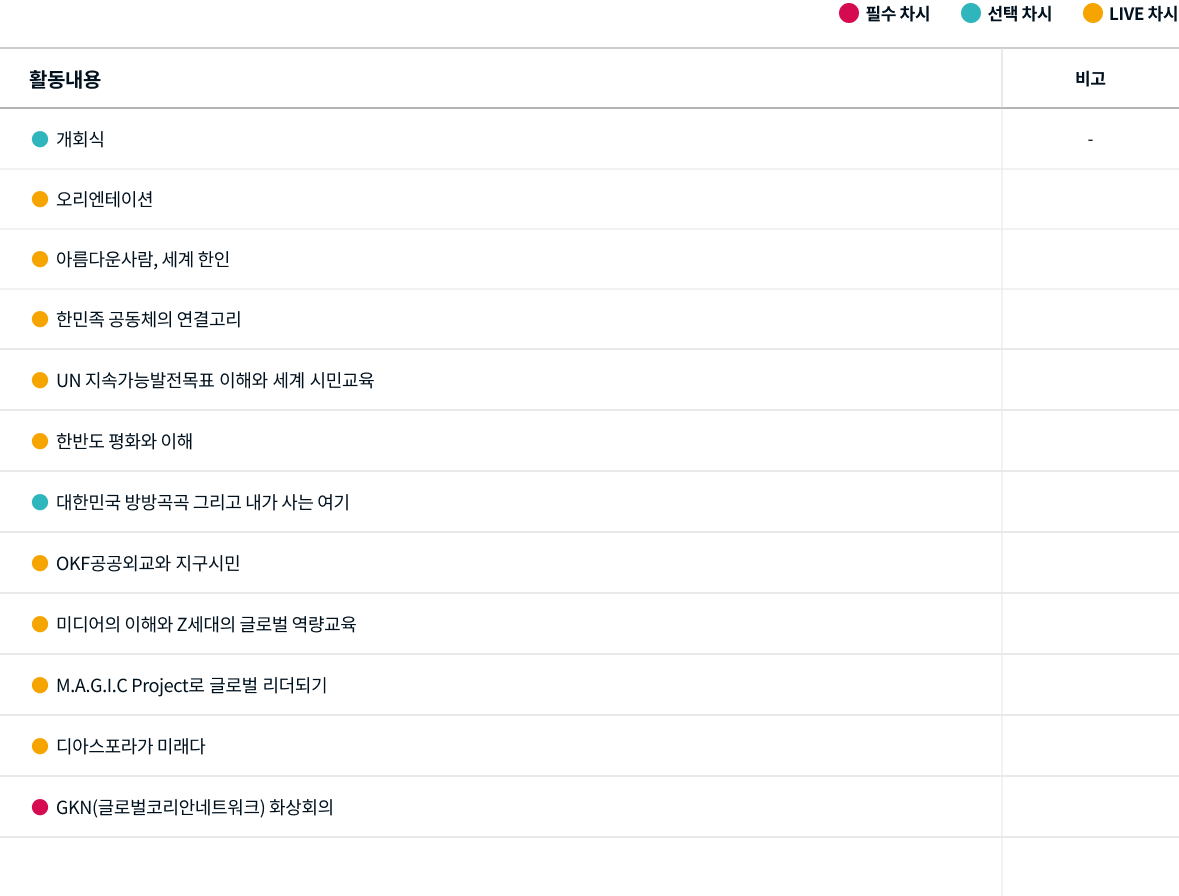 필수 차시 선택 차시 LIVE 차시
활동내용 비고
개회식 -
오리엔테이션
아름다운사람, 세계 한인
한민족 공동체의 연결고리
UN 지속가능발전목표 이해와 세계 시민교육
한반도 평화와 이해
대한민국 방방곡곡 그리고 내가 사는 여기
OKF공공외교와 지구시민
미디어의 이해와 Z세대의 글로벌 역량교육
M.A.G.I.C Project로 글로벌 리더되기
디아스포라가 미래다
GKN(글로벌코리안네트워크) 화상회의